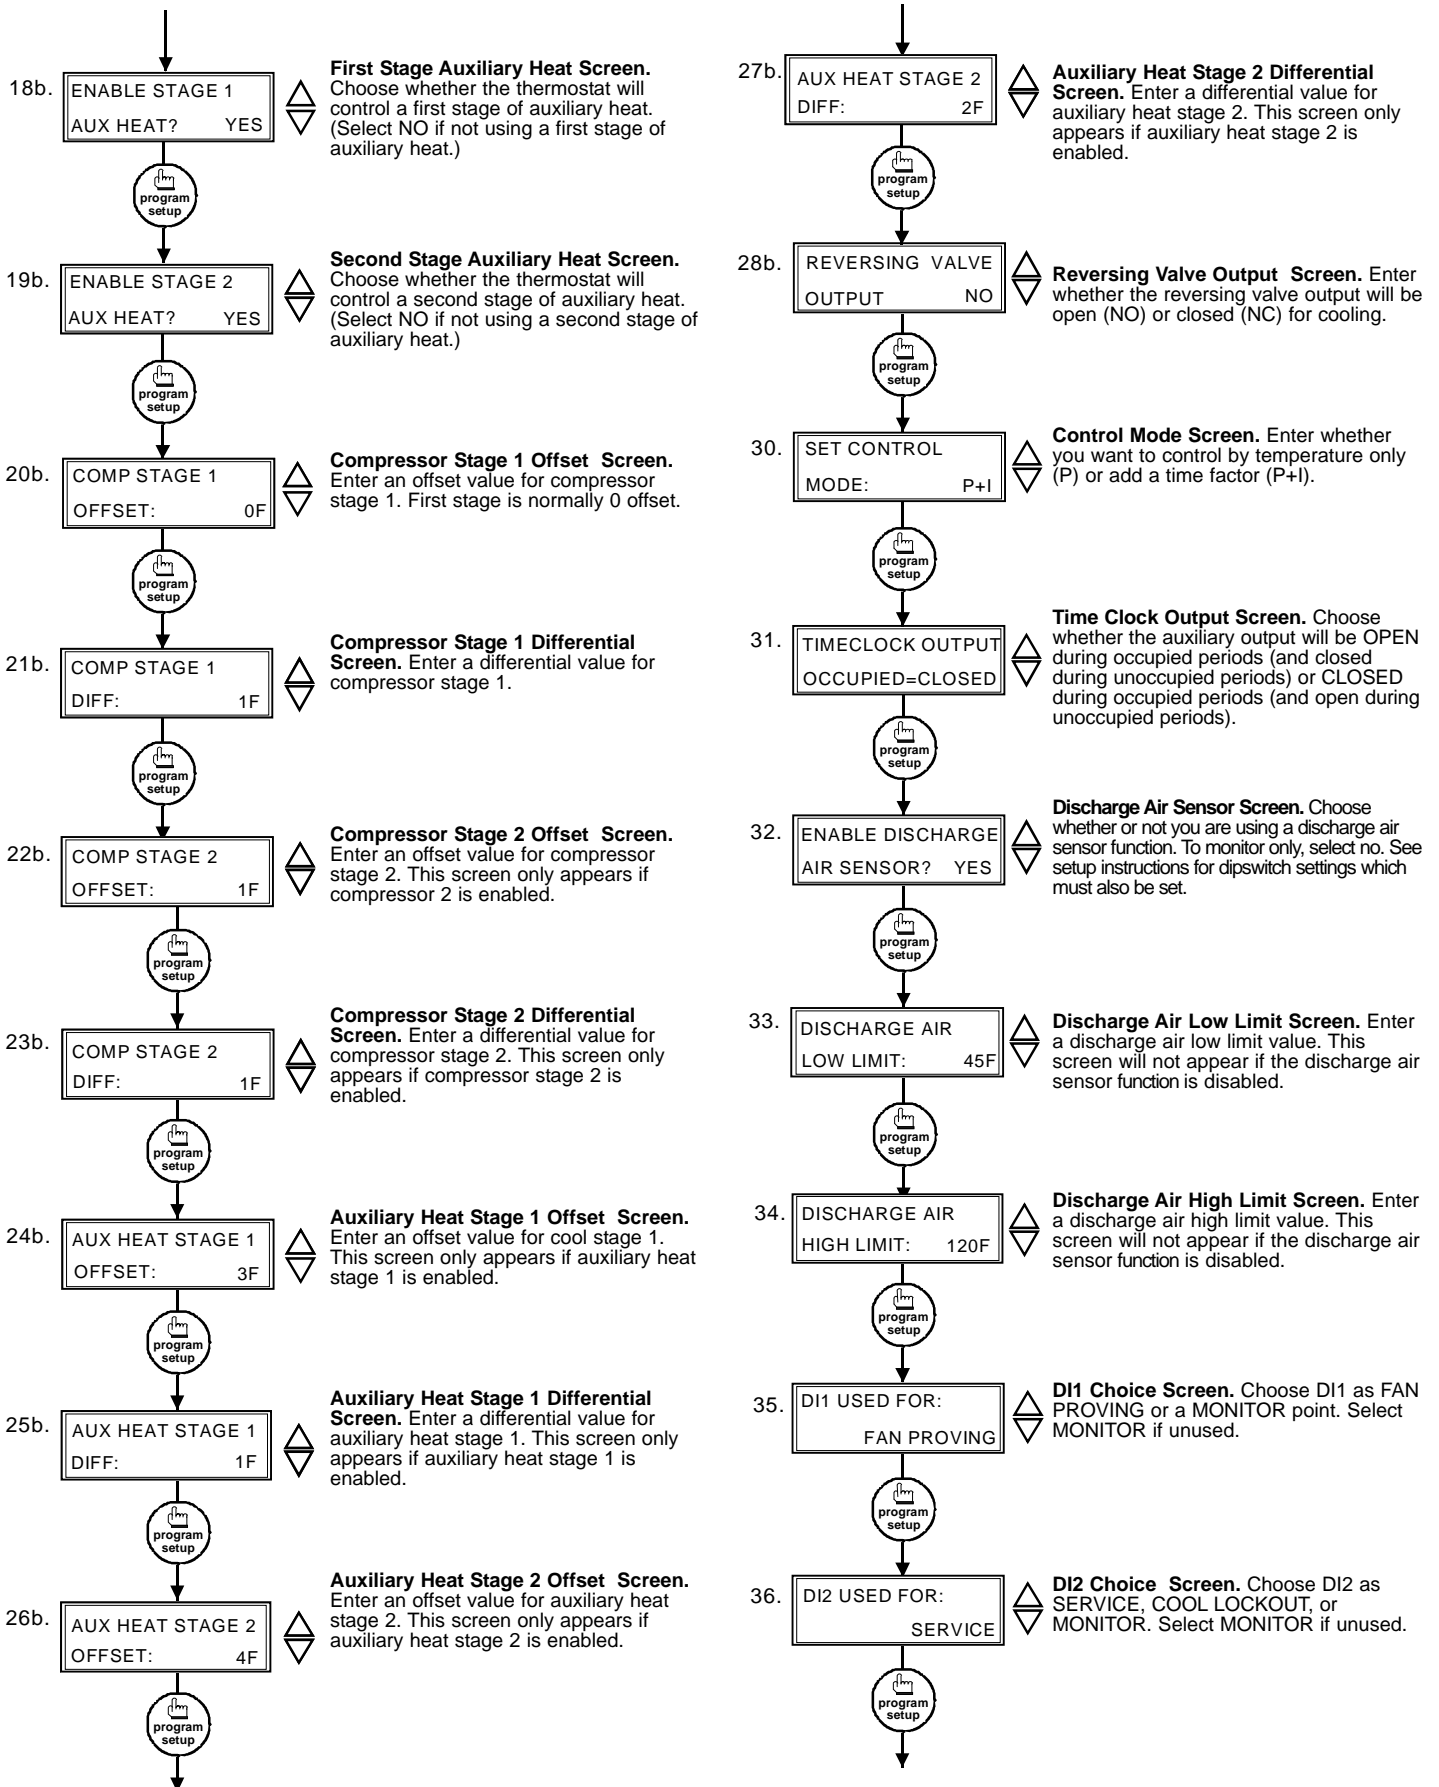 18b.
ENABLE STAGE 1
AUX HEAT? YES
First Stage Auxiliary Heat Screen.
Choose whether the thermostat will
control a first stage of auxiliary heat.
(Select NO if not using a first stage of
auxiliary heat.)
program
setup
19b.
ENABLE STAGE 2
AUX HEAT? YES
Second Stage Auxiliary Heat Screen.
Choose whether the thermostat will
control a second stage of auxiliary heat.
(Select NO if not using a second stage of
auxiliary heat.)
program
setup
20b.
COMP STAGE 1
OFFSET: 0F
Compressor Stage 1 Offset Screen.
Enter an offset value for compressor
stage 1. First stage is normally 0 offset.
program
setup
21b.
COMP STAGE 1
DIFF: 1F
Compressor Stage 1 Differential
Screen. Enter a differential value for
compressor stage 1.
program
setup
22b.
COMP STAGE 2
OFFSET: 1F
Compressor Stage 2 Offset Screen.
Enter an offset value for compressor
stage 2. This screen only appears if
compressor 2 is enabled.
program
setup
23b.
COMP STAGE 2
DIFF: 1F
Compressor Stage 2 Differential
Screen. Enter a differential value for
compressor stage 2. This screen only
appears if compressor stage 2 is
enabled.
program
setup
24b.
AUX HEAT STAGE 1
OFFSET: 3F
Auxiliary Heat Stage 1 Offset Screen.
Enter an offset value for cool stage 1.
This screen only appears if auxiliary heat
stage 1 is enabled.
program
setup
25b.
AUX HEAT STAGE 1
DIFF: 1F
Auxiliary Heat Stage 1 Differential
Screen. Enter a differential value for
auxiliary heat stage 1. This screen only
appears if auxiliary heat stage 1 is
enabled.
program
setup
26b.
AUX HEAT STAGE 2
OFFSET: 4F
Auxiliary Heat Stage 2 Offset Screen.
Enter an offset value for auxiliary heat
stage 2. This screen only appears if
auxiliary heat stage 2 is enabled.
program
setup
27b.
AUX HEAT STAGE 2
DIFF: 2F
Auxiliary Heat Stage 2 Differential
Screen. Enter a differential value for
auxiliary heat stage 2. This screen only
appears if auxiliary heat stage 2 is
enabled.
program
setup
28b.
REVERSING VALVE
OUTPUT NO
Reversing Valve Output Screen. Enter
whether the reversing valve output will be
open (NO) or closed (NC) for cooling.
program
setup
30.
SET CONTROL
MODE: P+I
Control Mode Screen. Enter whether
you want to control by temperature only
(P) or add a time factor (P+I).
program
setup
31.
TIMECLOCK OUTPUT
OCCUPIED=CLOSED
Time Clock Output Screen. Choose
whether the auxiliary output will be OPEN
during occupied periods (and closed
during unoccupied periods) or CLOSED
during occupied periods (and open during
unoccupied periods).
program
setup
32.
ENABLE DISCHARGE
AIR SENSOR? YES
Discharge Air Sensor Screen. Choose
whether or not you are using a discharge air
sensor function. To monitor only, select no. See
setup instructions for dipswitch settings which
must also be set.
program
setup
33.
DISCHARGE AIR
LOW LIMIT: 45F
Discharge Air Low Limit Screen. Enter
a discharge air low limit value. This
screen will not appear if the discharge air
sensor function is disabled.
program
setup
34.
DISCHARGE AIR
HIGH LIMIT: 120F
Discharge Air High Limit Screen. Enter
a discharge air high limit value. This
screen will not appear if the discharge air
sensor function is disabled.
program
setup
35.
DI1 USED FOR:
FAN PROVING
DI1 Choice Screen. Choose DI1 as FAN
PROVING or a MONITOR point. Select
MONITOR if unused.
program
setup
36.
DI2 USED FOR:
SERVICE
DI2 Choice Screen. Choose DI2 as
SERVICE, COOL LOCKOUT, or
MONITOR. Select MONITOR if unused.
program
setup